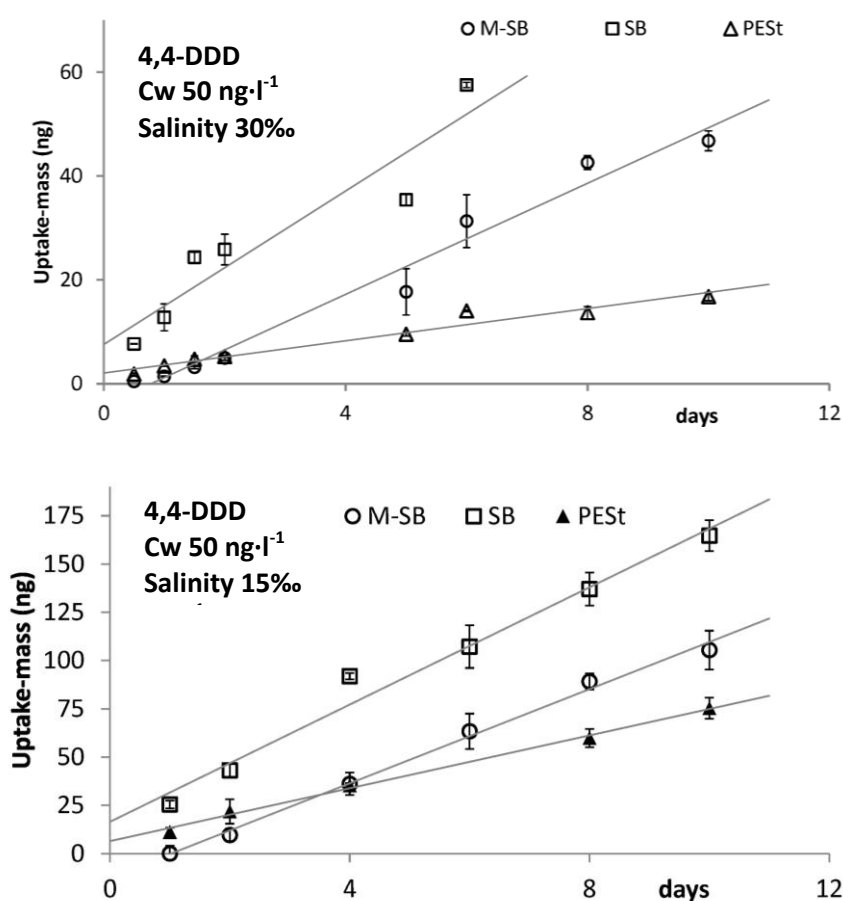 M-SB SB PESt
4,4-DDD
Cw 50 ng·l⁻¹
Salinity 30‰
Uptake-mass (ng)
60
40
20
0
0 4 8 12
days
4,4-DDD
Cw 50 ng·l⁻¹
Salinity 15‰
M-SB SB PESt
Uptake-mass (ng)
175
150
125
100
75
50
25
0
0 4 8 12
days